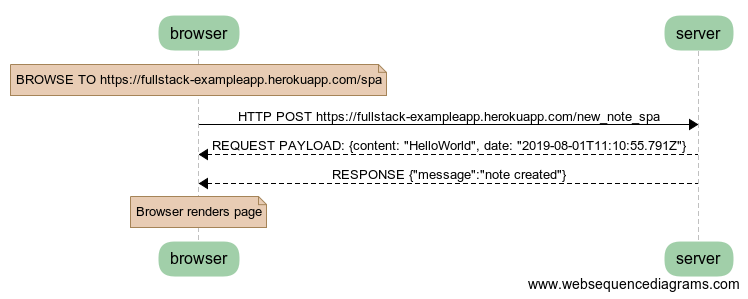 browser
server
BROWSE TO https://fullstack-exampleapp.herokuapp.com/spa
HTTP POST https://fullstack-exampleapp.herokuapp.com/new_note_spa
REQUEST PAYLOAD: {content: "HelloWorld", date: "2019-08-01T11:10:55.791Z"}
RESPONSE {"message":"note created"}
Browser renders page
browser
server
www.websequencediagrams.com